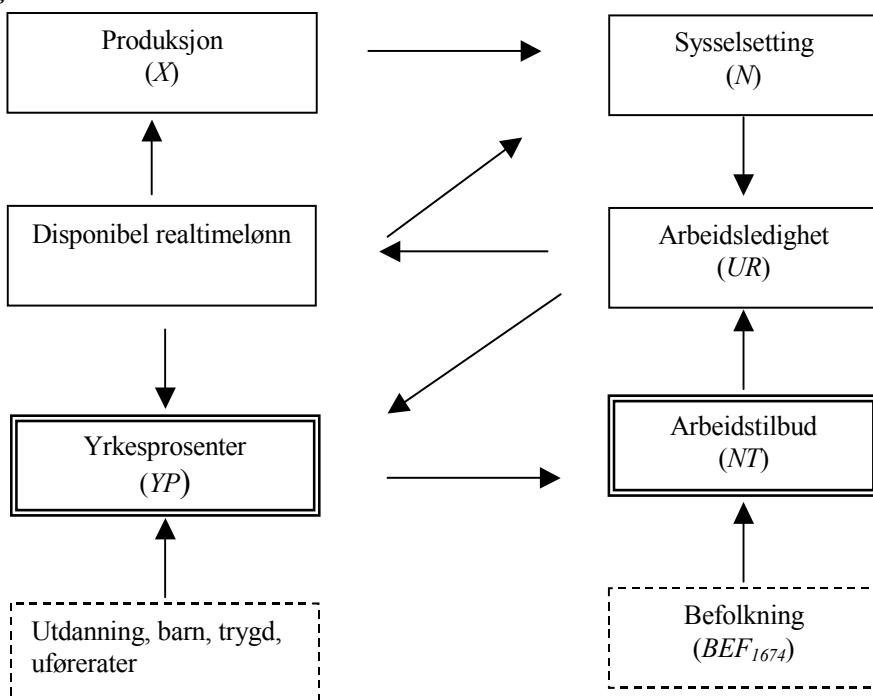 Produksjon
(X)
Sysselsetting
(N)
Disponibel realtimelønn
Arbeidsledighet
(UR)
Yrkesprosenter
(YP)
Arbeidstilbud
(NT)
Utdanning, barn, trygd,
uførerater
Befolkning
(BEF1674)